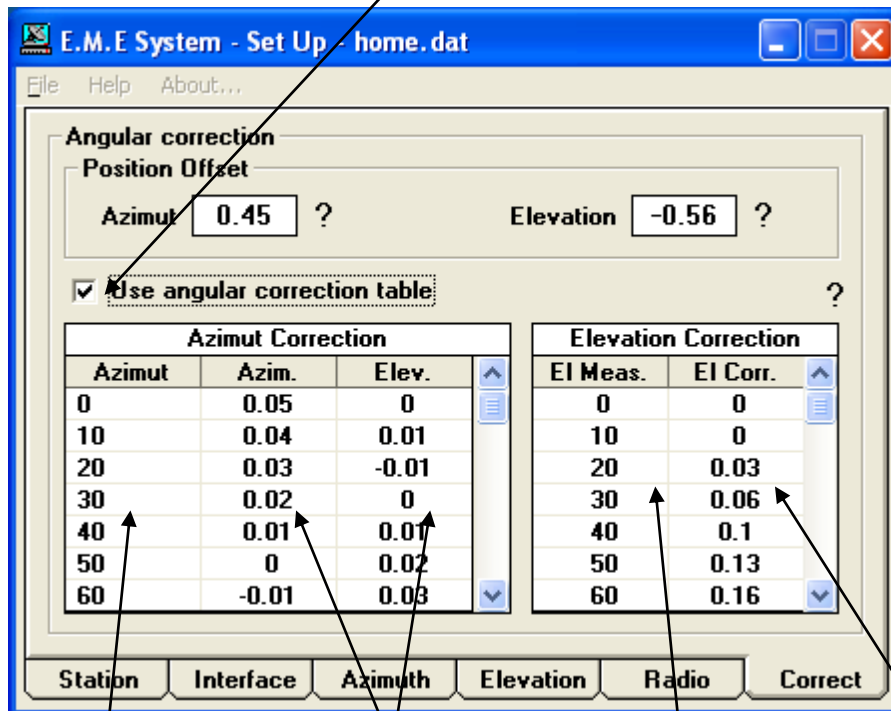 E.M.E System - Set Up - home.dat
File Help About...
Angular correction
Position Offset
Azimut 0.45 ? Elevation -0.56 ?
Use angular correction table ?
Azimut Correction Elevation Correction
Azimut Azim. Elev. El Meas. El Corr.
0 0.05 0 0 0
10 0.04 0.01 10 0
20 0.03 -0.01 20 0.03
30 0.02 0 30 0.06
40 0.01 0.01 40 0.1
50 0 0.02 50 0.13
60 -0.01 0.03 60 0.16
Station Interface Azimuth Elevation Radio Correct